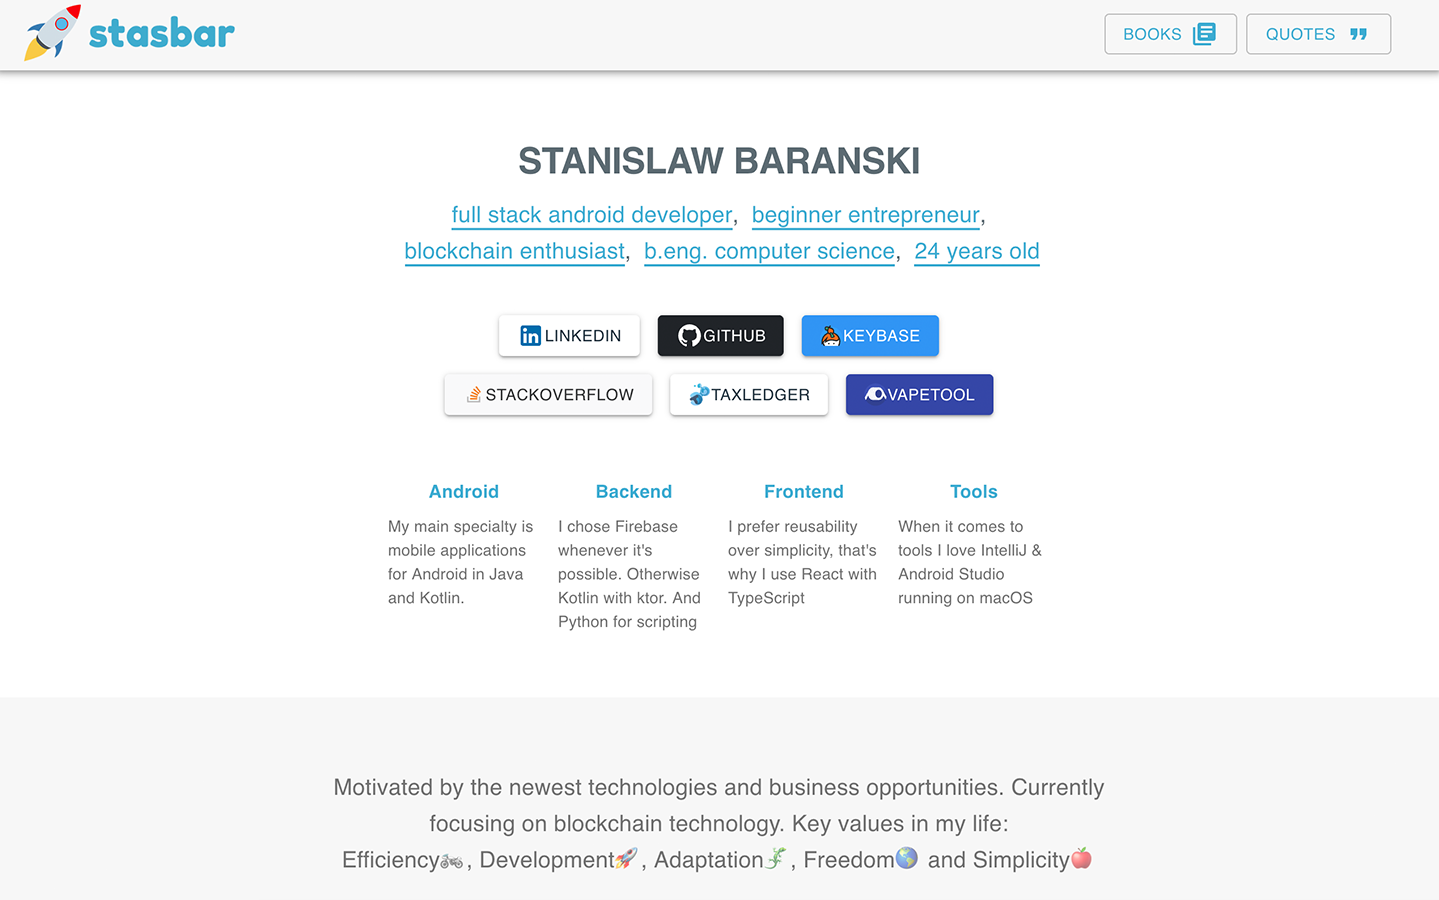 stasbar
BOOKS
QUOTES
STANISLAW BARANSKI
full stack android developer, beginner entrepreneur,
blockchain enthusiast, b.eng. computer science, 24 years old
LINKEDIN
GITHUB
KEYBASE
STACKOVERFLOW
TAXLEDGER
VAPETOOL
Android
My main specialty is
mobile applications
for Android in Java
and Kotlin.
Backend
I chose Firebase
whenever it's
possible. Otherwise
Kotlin with ktor. And
Python for scripting
Frontend
I prefer reusability
over simplicity, that's
why I use React with
TypeScript
Tools
When it comes to
tools I love IntelliJ &
Android Studio
running on macOS
Motivated by the newest technologies and business opportunities. Currently
focusing on blockchain technology. Key values in my life:
Efficiency🏍, Development🚀, Adaptation🦎, Freedom🌎 and Simplicity🍎